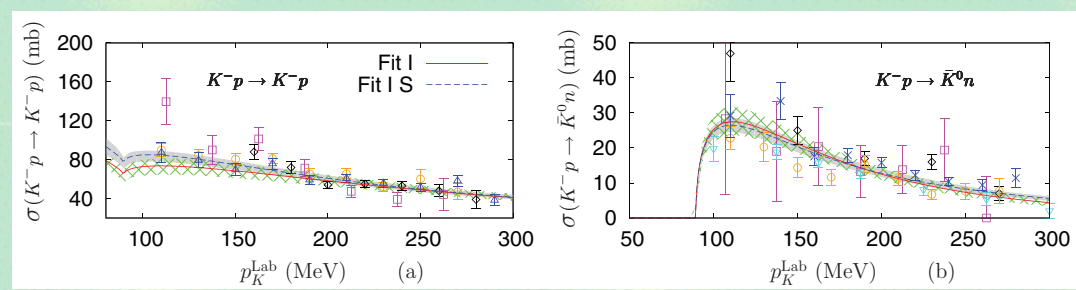 σ(K⁻p → K⁻p) (mb)
200
160
120
80
40
K⁻p → K⁻p
Fit I
Fit I S
100
150
200
250
300
p_K^Lab (MeV)
(a)
σ(K⁻p → K̄⁰n) (mb)
50
40
30
20
10
0
K⁻p → K̄⁰n
50
100
150
200
250
300
p_K^Lab (MeV)
(b)